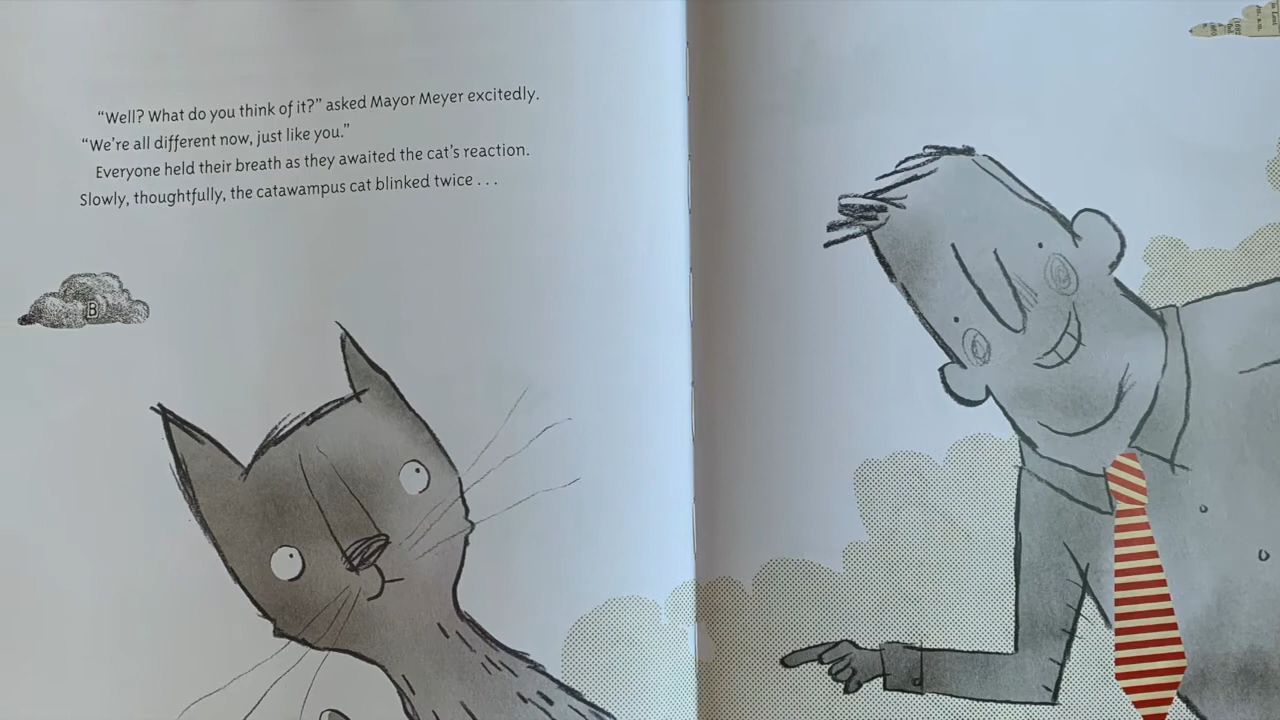 “Well? What do you think of it?” asked Mayor Meyer excitedly.
“We’re all different now, just like you.”
Everyone held their breath as they awaited the cat’s reaction.
Slowly, thoughtfully, the catawampus cat blinked twice . . .
B